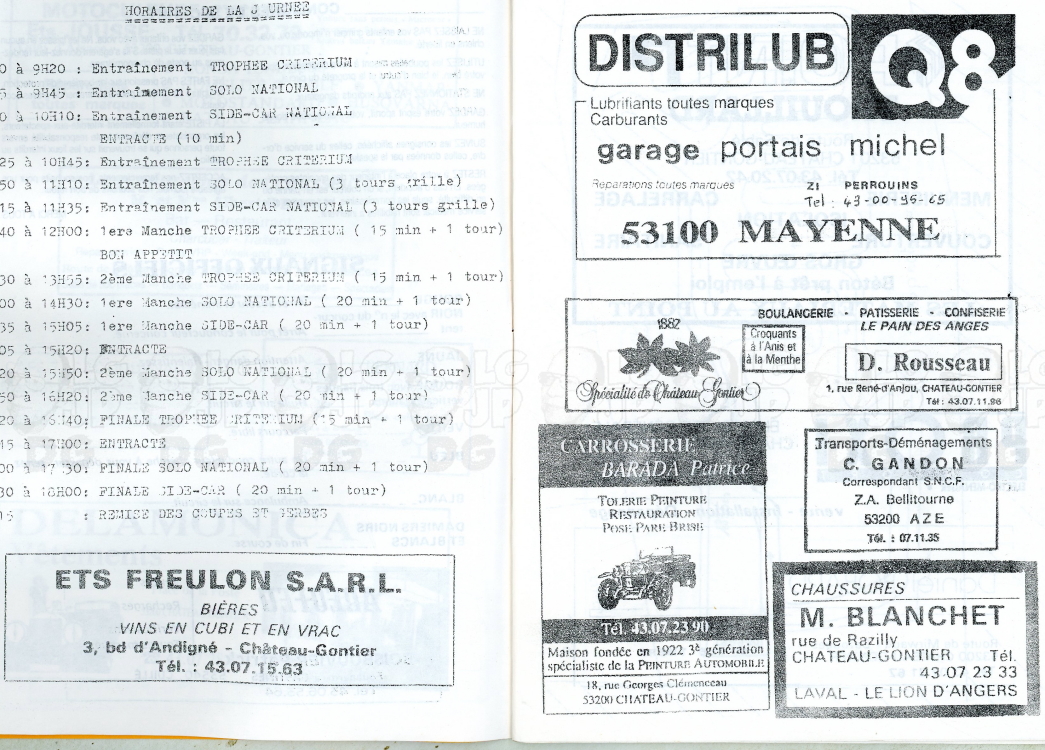 HORAIRES DE LA J URNEE
0 à 9H20 : Entraînement TROPHEE CRITERIUM
5 à 9H45 : Entraînement SOLO NATIONAL
0 à 10H10: Entrainement SIDE-CAR NATIONAL
ENTRACTE (10 min)
25 à 10H45: Entraînement TROPHEE CRITERIUM
50 à 11H10: Entraînement SOLO NATIONAL (3 tours grille)
15 à 11H35: Entraînement SIDE-CAR NATIONAL (3 tours grille)
40 à 12H00: 1ere Manche TROPHEE CRITERIUM ( 15 min + 1 tour)
BON APPETIT
30 à 13H55: 2ème Manche TROPHEE CRITERIUM ( 15 min + 1 tour)
00 à 14H30: 1ere Manche SOLO NATIONAL ( 20 min + 1 tour)
35 à 15H05: 1ere Manche SIDE-CAR ( 20 min + 1 tour)
05 à 15H20: ENTRACTE
20 à 15H50: 2ème Manche SOLO NATIONAL ( 20 min + 1 tour)
50 à 16H20: 2ème Manche SIDE-CAR ( 20 min + 1 tour)
20 à 16H40: FINALE TROPHEE CRITERIUM (15 min + 1 tour)
45 à 17H00: ENTRACTE
00 à 17H30: FINALE SOLO NATIONAL ( 20 min + 1 tour)
30 à 18H00: FINALE SIDE-CAR ( 20 min + 1 tour)
15 : REMISE DES COUPES ET GERBES
ETS FREULON S.A.R.L.
BIÈRES
VINS EN CUBI ET EN VRAC
3, bd d'Andigné - Château-Gontier
Tél. : 43.07.15.63
DISTRILUB Q8
Lubrifiants toutes marques
Carburants
garage portais michel
Reparations toutes marques
ZI PERROUINS
Tel : 43-00-95-65
53100 MAYENNE
BOULANGERIE - PATISSERIE - CONFISERIE
LE PAIN DES ANGES
1882
Croquants
à l'Anis et
à la Menthe
D. Rousseau
Spécialité de Château-Gontier
1, rue René-d'Anjou, CHATEAU-GONTIER
Tél : 43.07.11.96
CARROSSERIE
BARADA Patrice
TOLERIE PEINTURE
RESTAURATION
POSE PARE BRISE
Tél. 43.07.23.90
Maison fondée en 1922 3è génération
spécialiste de la PEINTURE AUTOMOBILE
18, rue Georges Clémenceau
53200 CHATEAU-GONTIER
Transports-Déménagements
C. GANDON
Correspondant S.N.C.F.
Z.A. Bellitourne
53200 AZE
Tél. : 07.11.35
CHAUSSURES
M. BLANCHET
rue de Razilly
CHATEAU-GONTIER Tél.
43 07 23 33
LAVAL - LE LION D'ANGERS